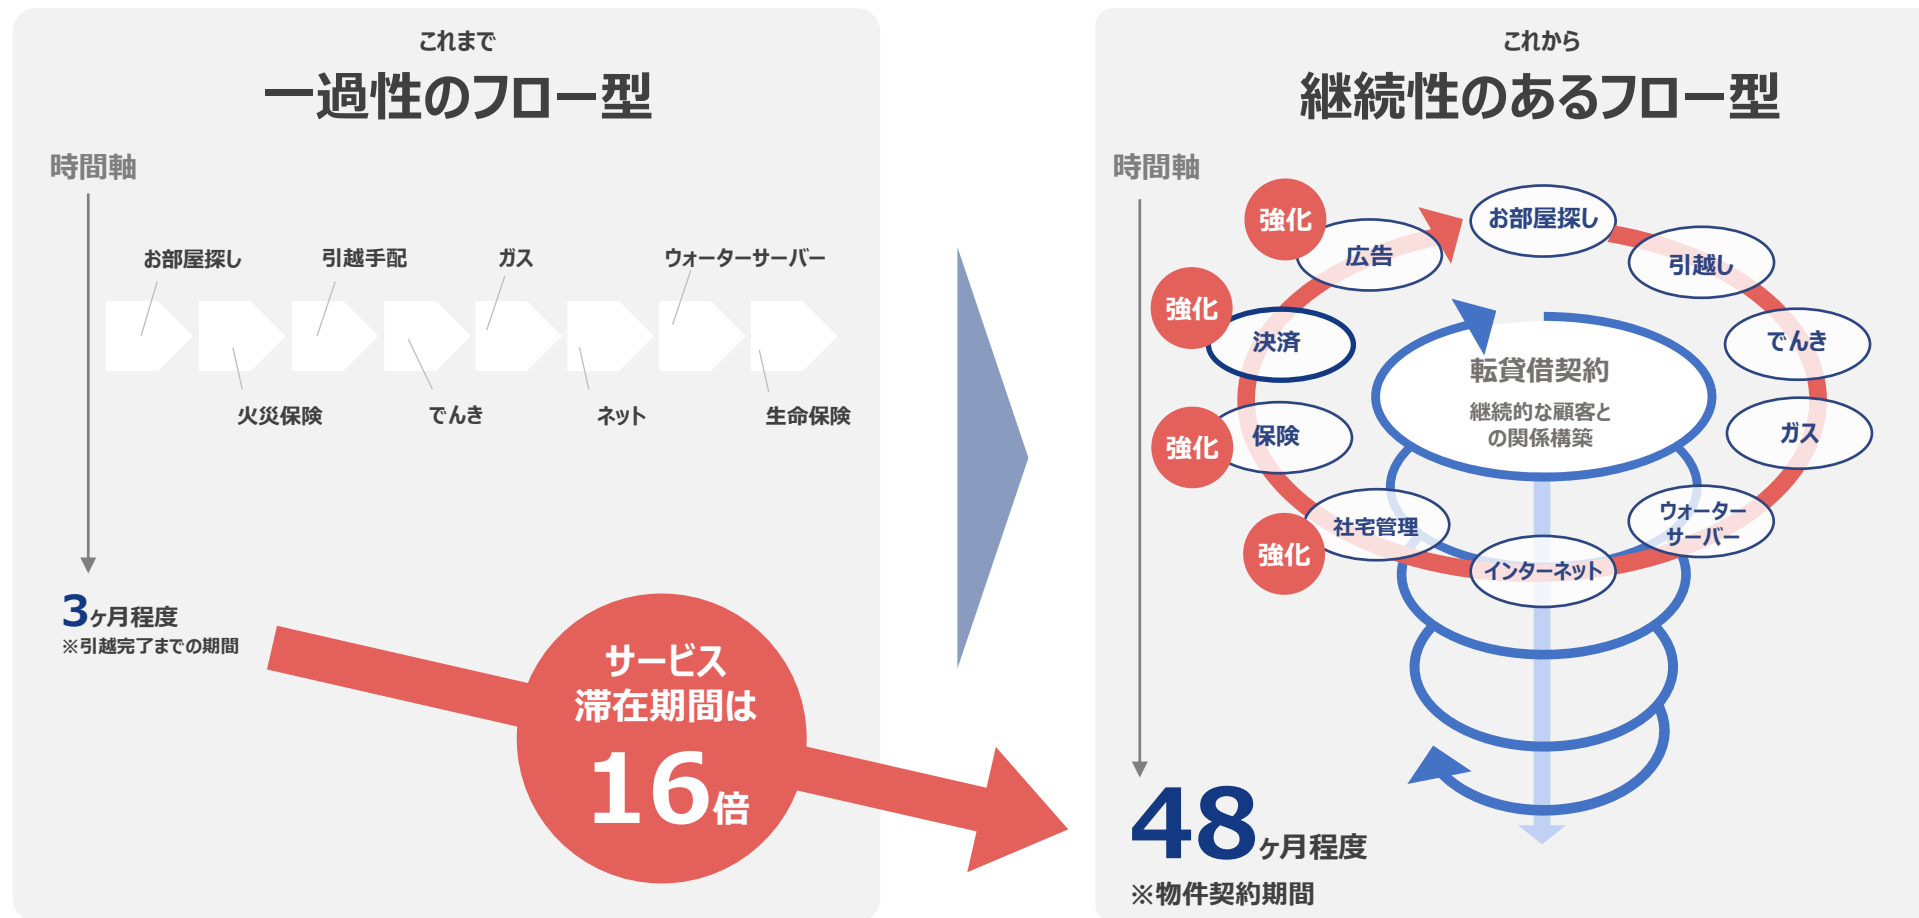 これまで
一過性のフロー型
時間軸
お部屋探し
引越手配
ガス
ウォーターサーバー
火災保険
でんき
ネット
生命保険
3ヶ月程度
※引越完了までの期間
サービス
滞在期間は
16倍
これから
継続性のあるフロー型
時間軸
お部屋探し
引越し
でんき
ガス
ウォーター
サーバー
インターネット
社宅管理
強化
保険
強化
決済
強化
広告
強化
転貸借契約
継続的な顧客と
の関係構築
48ヶ月程度
※物件契約期間